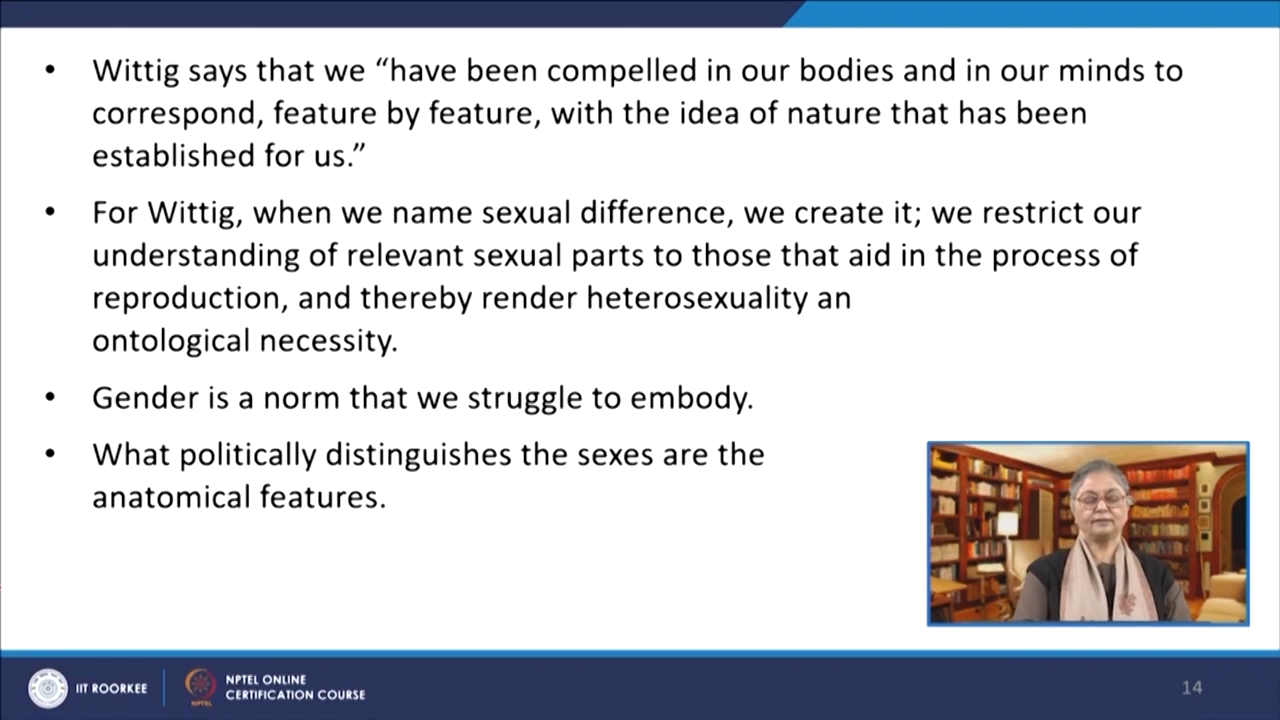 • Wittig says that we “have been compelled in our bodies and in our minds to
correspond, feature by feature, with the idea of nature that has been
established for us.”
• For Wittig, when we name sexual difference, we create it; we restrict our
understanding of relevant sexual parts to those that aid in the process of
reproduction, and thereby render heterosexuality an
ontological necessity.
• Gender is a norm that we struggle to embody.
• What politically distinguishes the sexes are the
anatomical features.
IIT ROORKEE
NPTEL
NPTEL ONLINE
CERTIFICATION COURSE
14